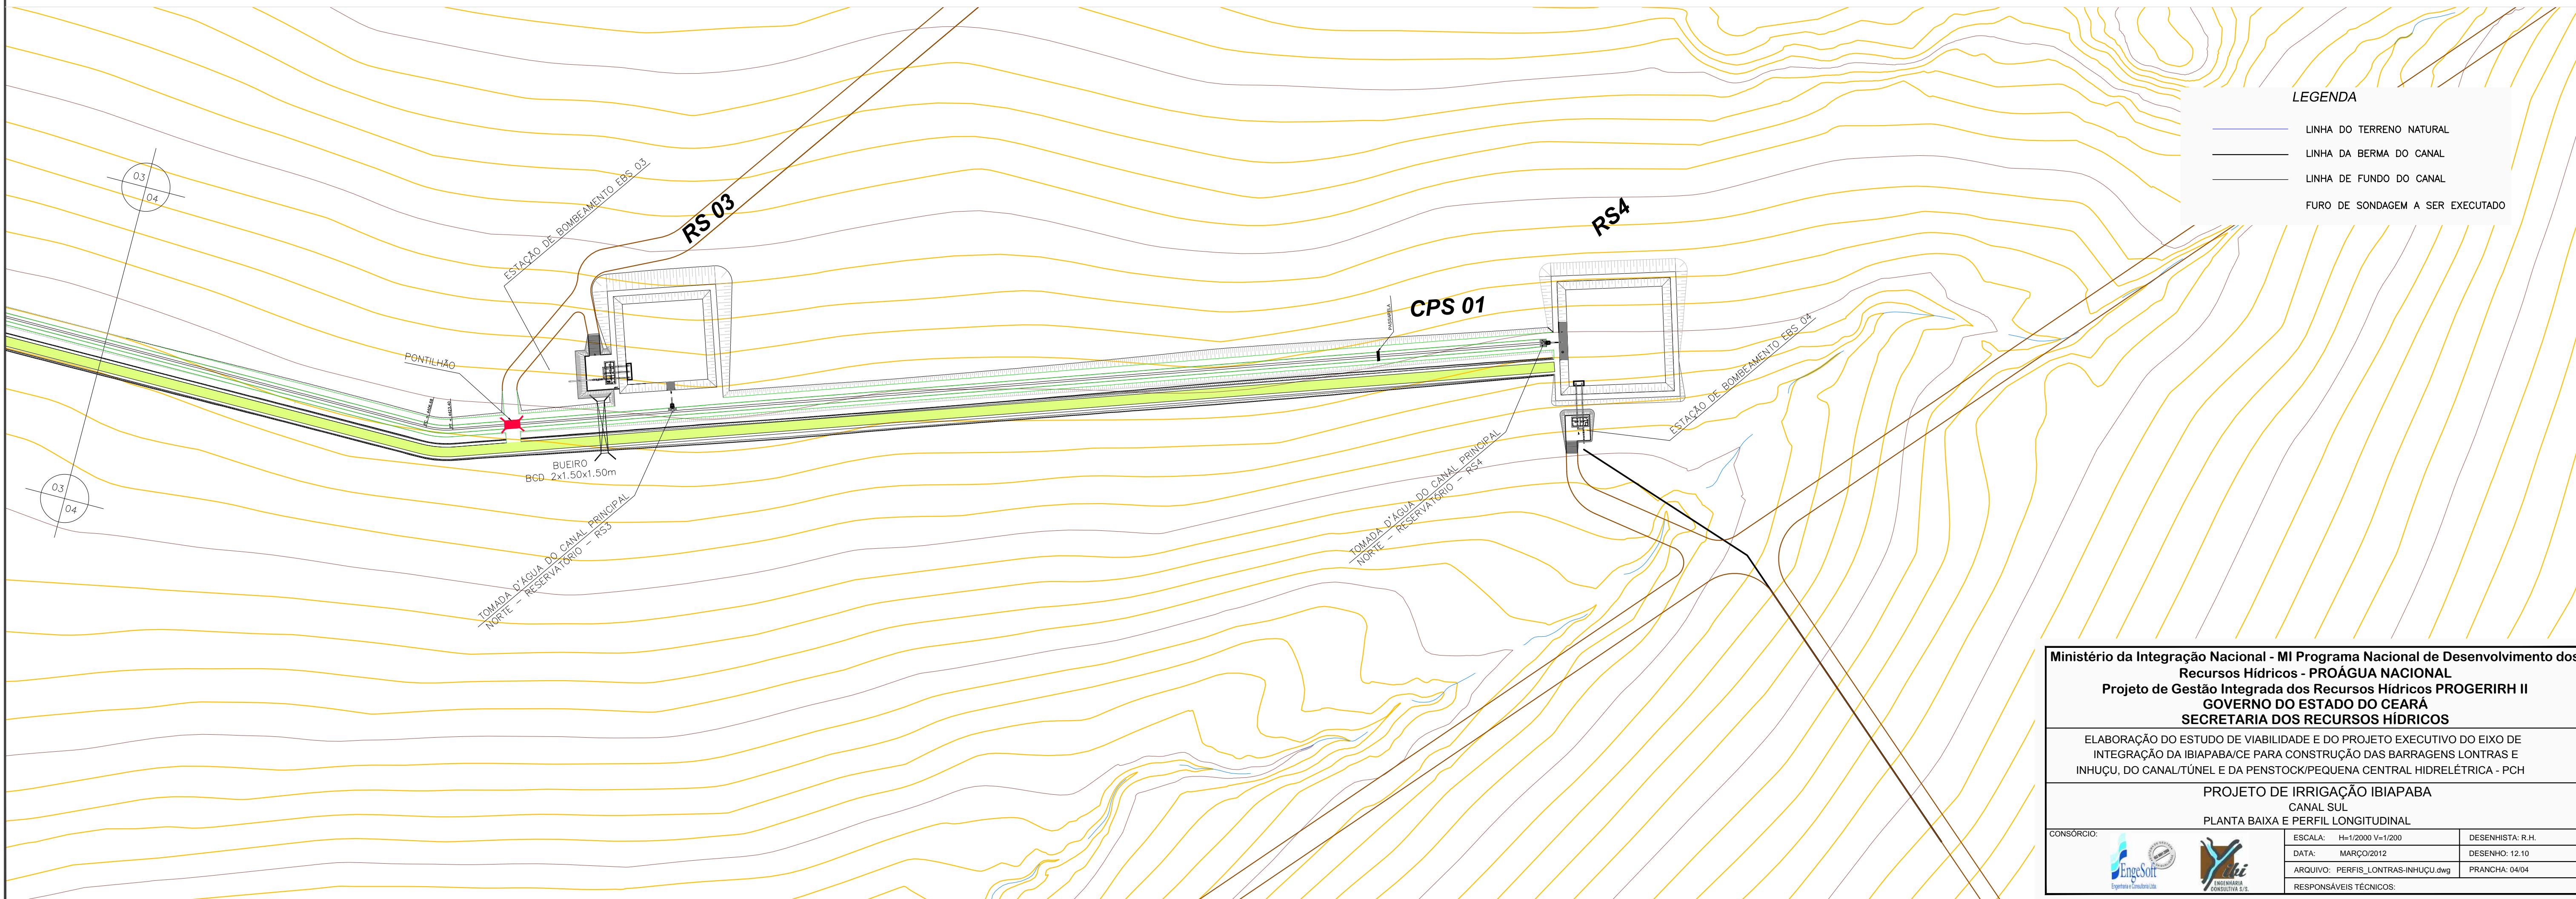 03
04
ESTAÇÃO DE BOMBEAMENTO EBS 03
RS 03
PONTILHÃO
BUEIRO
BCD 2x1.50x1.50m
TOMADA D'ÁGUA DO CANAL PRINCIPAL
NORTE - RESERVATÓRIO - RS3
03
04
PASSARELA
CPS 01
RS4
ESTAÇÃO DE BOMBEAMENTO EBS 04
TOMADA D'ÁGUA DO CANAL PRINCIPAL
NORTE - RESERVATÓRIO - RS4
LEGENDA
LINHA DO TERRENO NATURAL
LINHA DA BERMA DO CANAL
LINHA DE FUNDO DO CANAL
FURO DE SONDAGEM A SER EXECUTADO
Ministério da Integração Nacional - MI Programa Nacional de Desenvolvimento dos
Recursos Hídricos - PROÁGUA NACIONAL
Projeto de Gestão Integrada dos Recursos Hídricos PROGERIRH II
GOVERNO DO ESTADO DO CEARÁ
SECRETARIA DOS RECURSOS HÍDRICOS
ELABORAÇÃO DO ESTUDO DE VIABILIDADE E DO PROJETO EXECUTIVO DO EIXO DE
INTEGRAÇÃO DA IBIAPABA/CE PARA CONSTRUÇÃO DAS BARRAGENS LONTRAS E
INHUÇU, DO CANAL/TÚNEL E DA PENSTOCK/PEQUENA CENTRAL HIDRELÉTRICA - PCH
PROJETO DE IRRIGAÇÃO IBIAPABA
CANAL SUL
PLANTA BAIXA E PERFIL LONGITUDINAL
CONSÓRCIO:
EngeSoft
Engenharia e Consultoria Ltda.
Yibi
ENGENHARIA
CONSULTIVA S/S.
ESCALA: H=1/2000 V=1/200
DESENHISTA: R.H.
DATA: MARÇO/2012
DESENHO: 12.10
ARQUIVO: PERFIS_LONTRAS-INHUÇU.dwg
PRANCHA: 04/04
RESPONSÁVEIS TÉCNICOS: